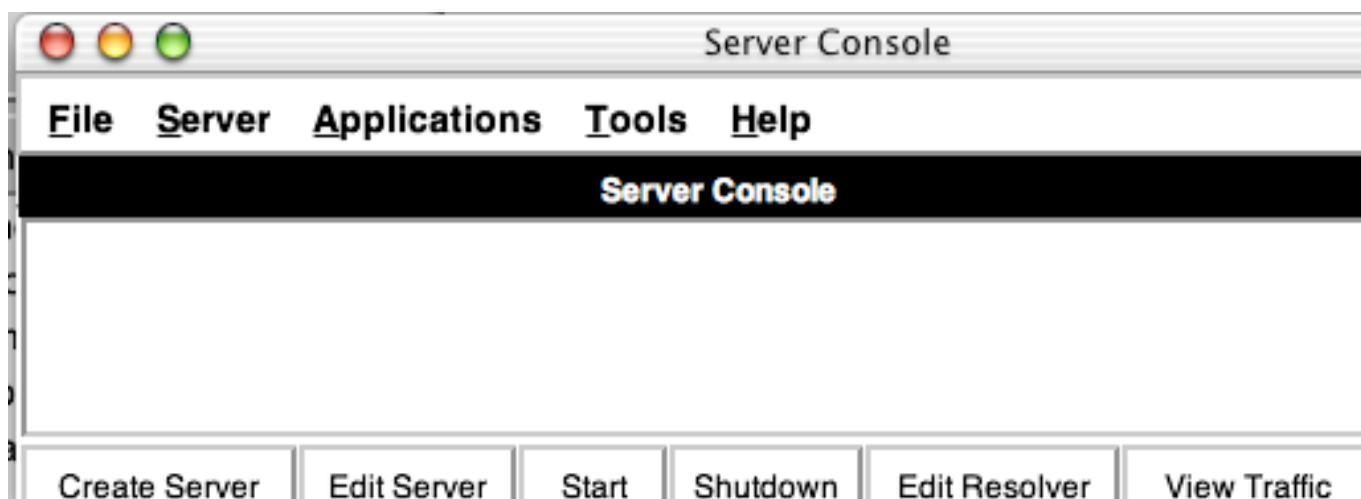 Server Console
File Server Applications Tools Help
Server Console
Create Server Edit Server Start Shutdown Edit Resolver View Traffic